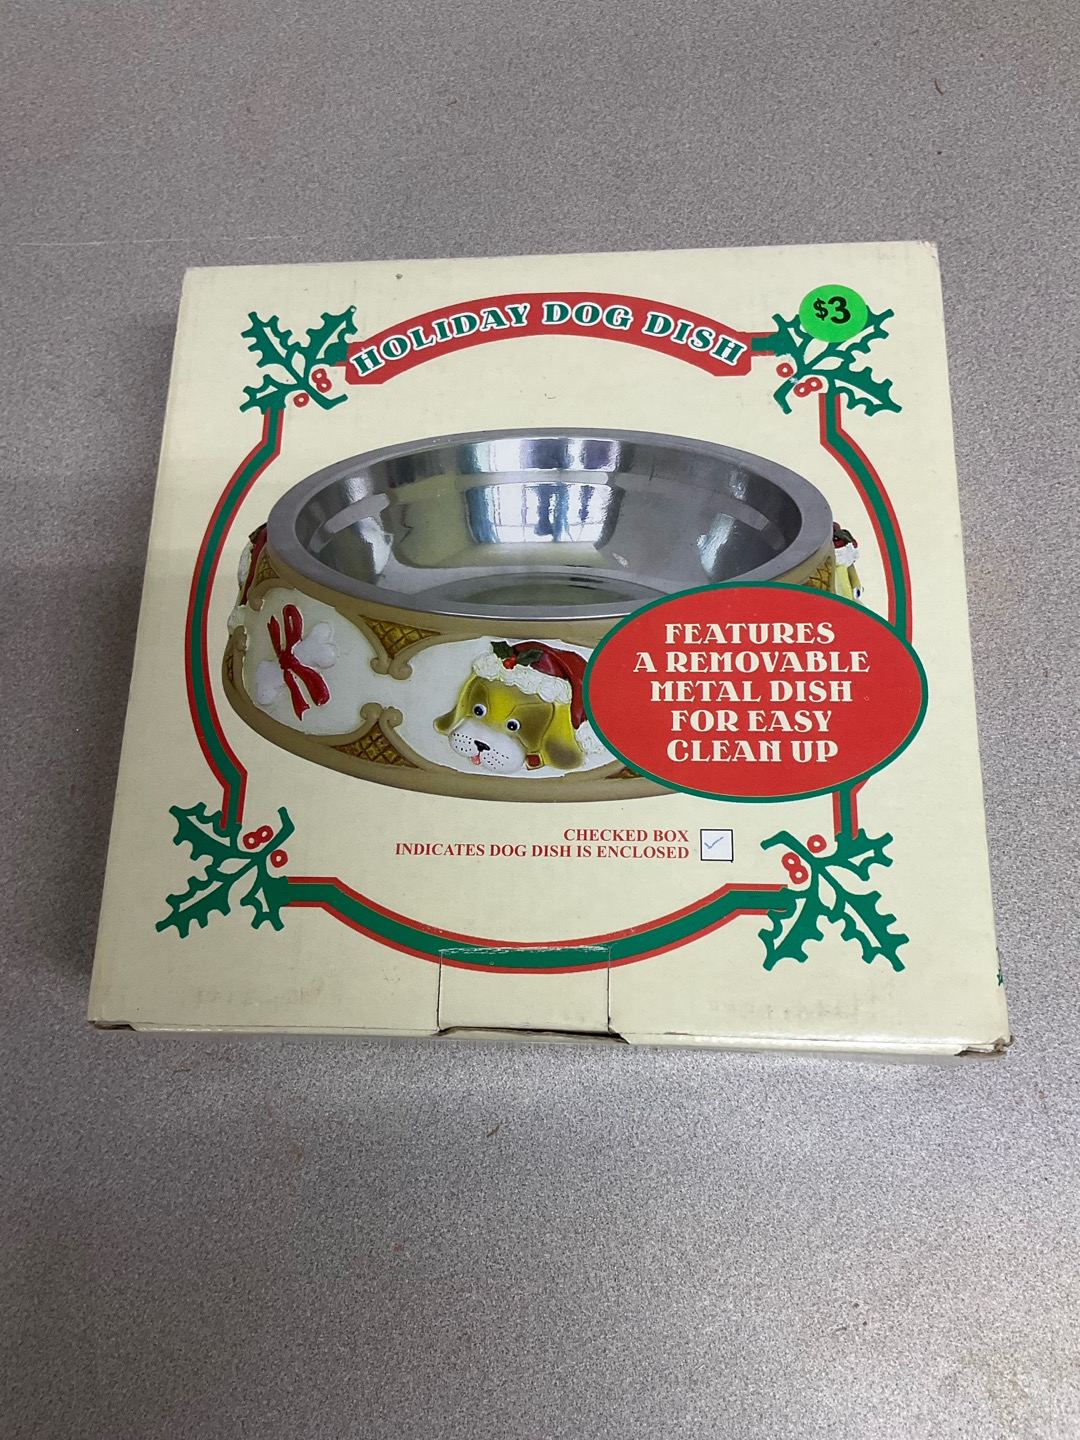 $3
HOLIDAY DOG DISH
FEATURES
A REMOVABLE
METAL DISH
FOR EASY
CLEAN UP
CHECKED BOX
INDICATES DOG DISH IS ENCLOSED